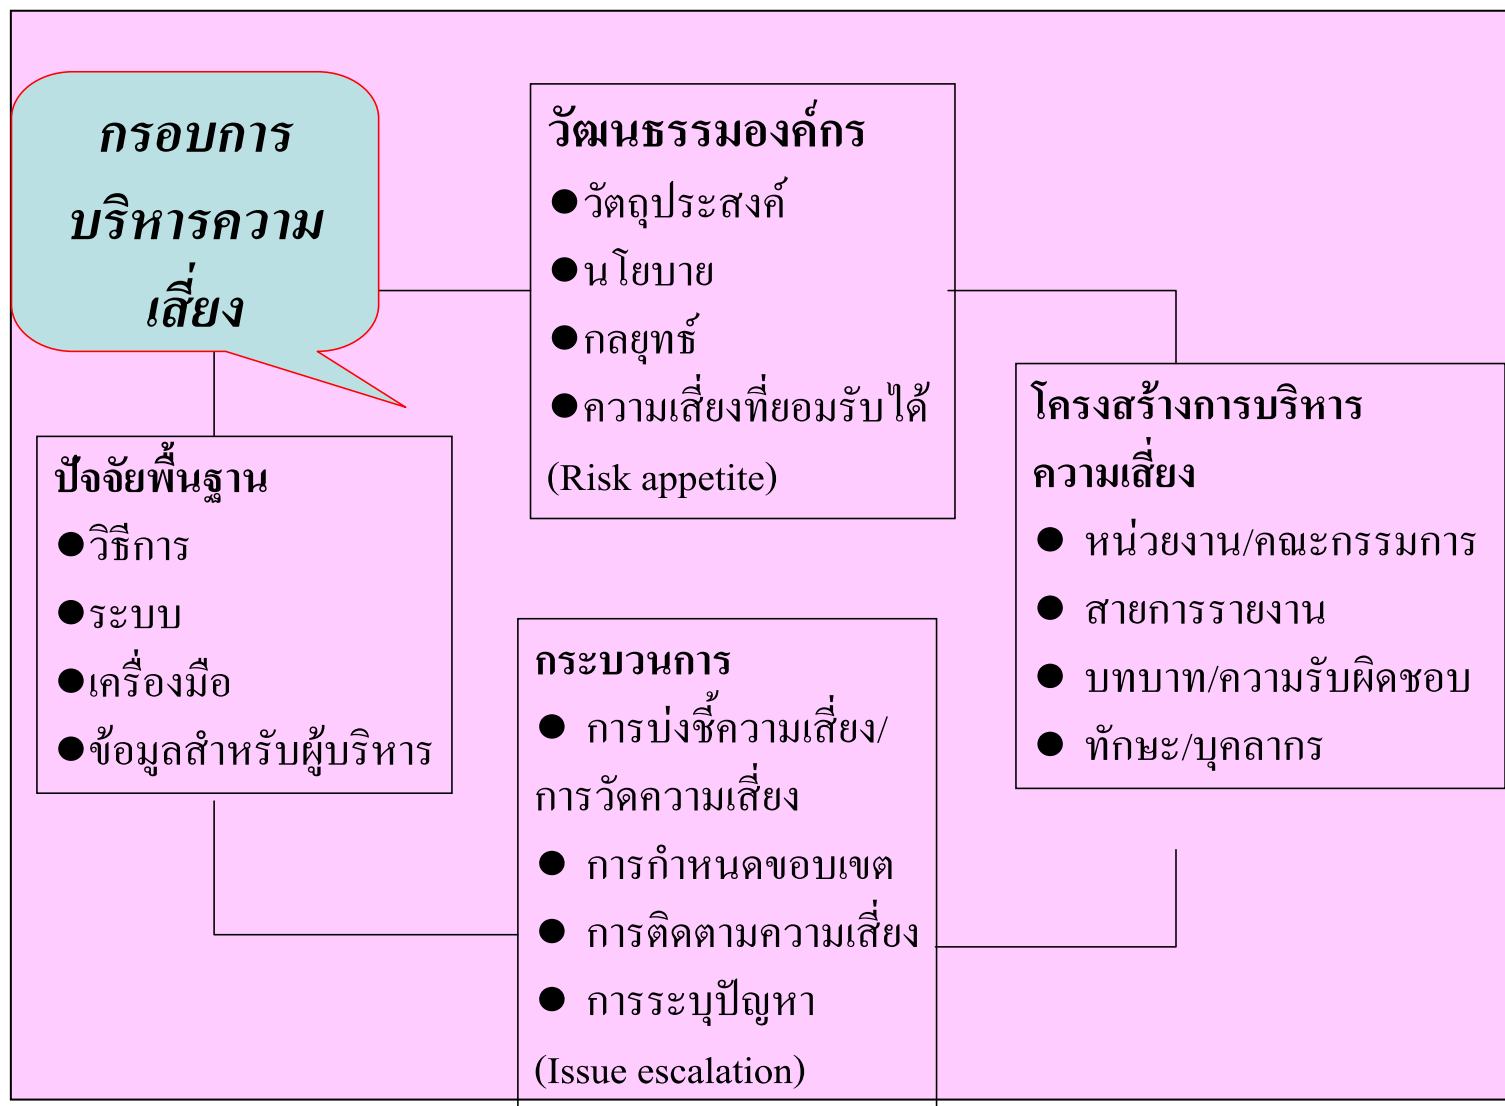 กรอบการ
บริหารความ
เสี่ยง
วัฒนธรรมองค์กร
●วัตถุประสงค์
●นโยบาย
●กลยุทธ์
●ความเสี่ยงที่ยอมรับได้
(Risk appetite)
โครงสร้างการบริหาร
ความเสี่ยง
● หน่วยงาน/คณะกรรมการ
● สายการรายงาน
● บทบาท/ความรับผิดชอบ
● ทักษะ/บุคลากร
ปัจจัยพื้นฐาน
●วิธีการ
●ระบบ
●เครื่องมือ
●ข้อมูลสำหรับผู้บริหาร
กระบวนการ
● การบ่งชี้ความเสี่ยง/
การวัดความเสี่ยง
● การกำหนดขอบเขต
● การติดตามความเสี่ยง
● การระบุปัญหา
(Issue escalation)